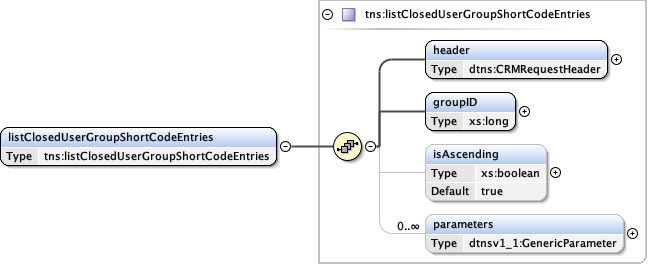 tns:listClosedUserGroupShortCodeEntries
header
Type dtns:CRMRequestHeader
groupID
Type xs:long
listClosedUserGroupShortCodeEntries
Type tns:listClosedUserGroupShortCodeEntries
isAscending
Type xs:boolean
Default true
0..∞
parameters
Type dtnsv1_1:GenericParameter